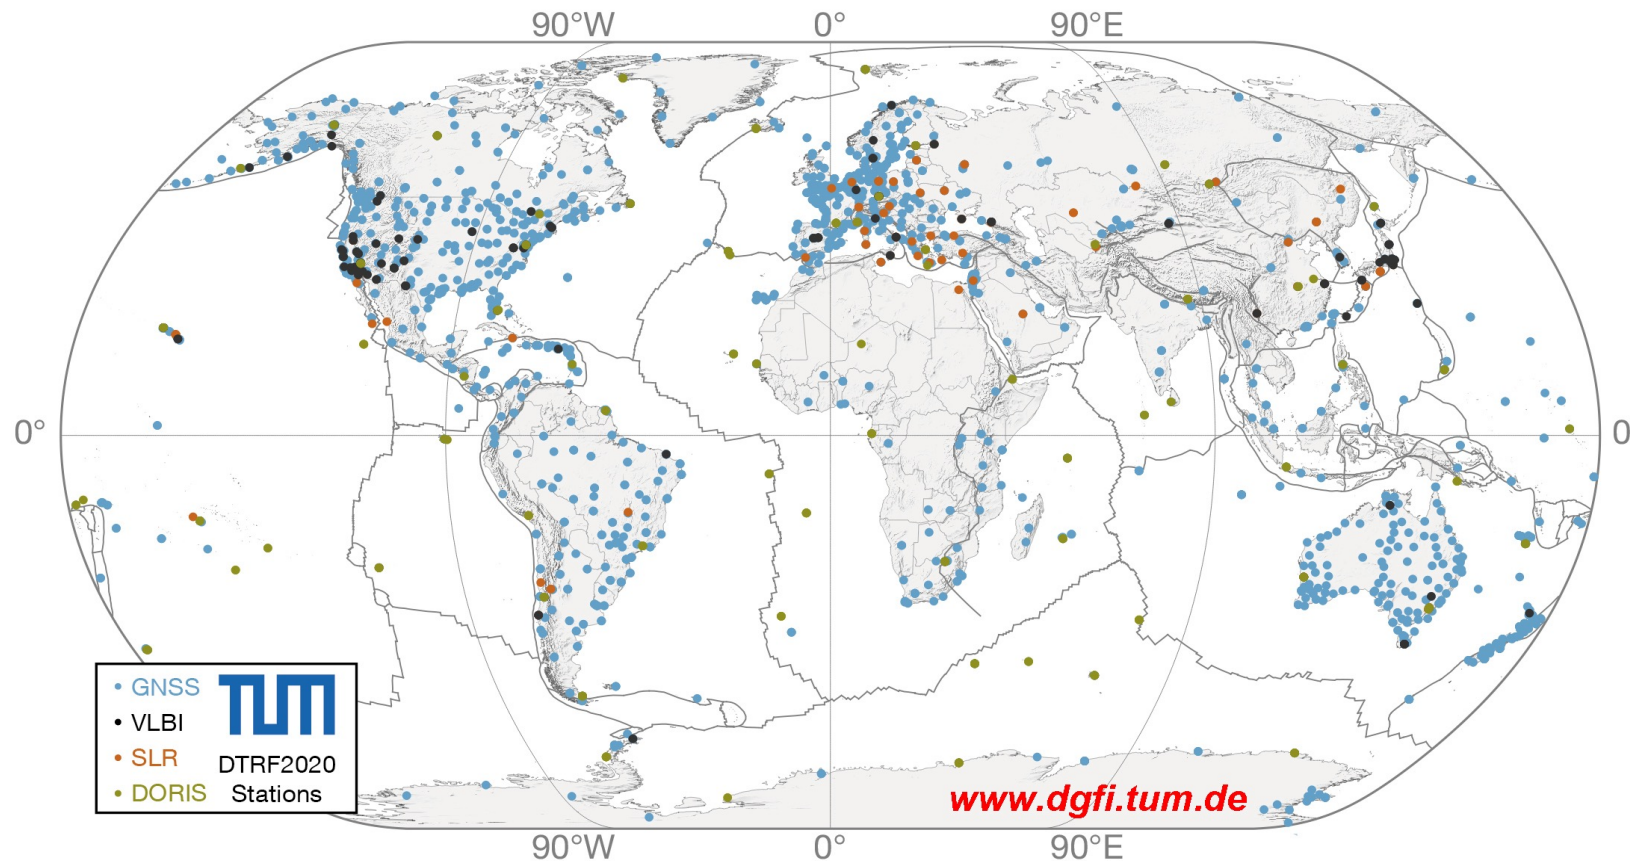 90°W 0° 90°E
0° 0
GNSS
VLBI
SLR
DORIS
TUM
DTRF2020
Stations
www.dgfi.tum.de
90°W 0° 90°E